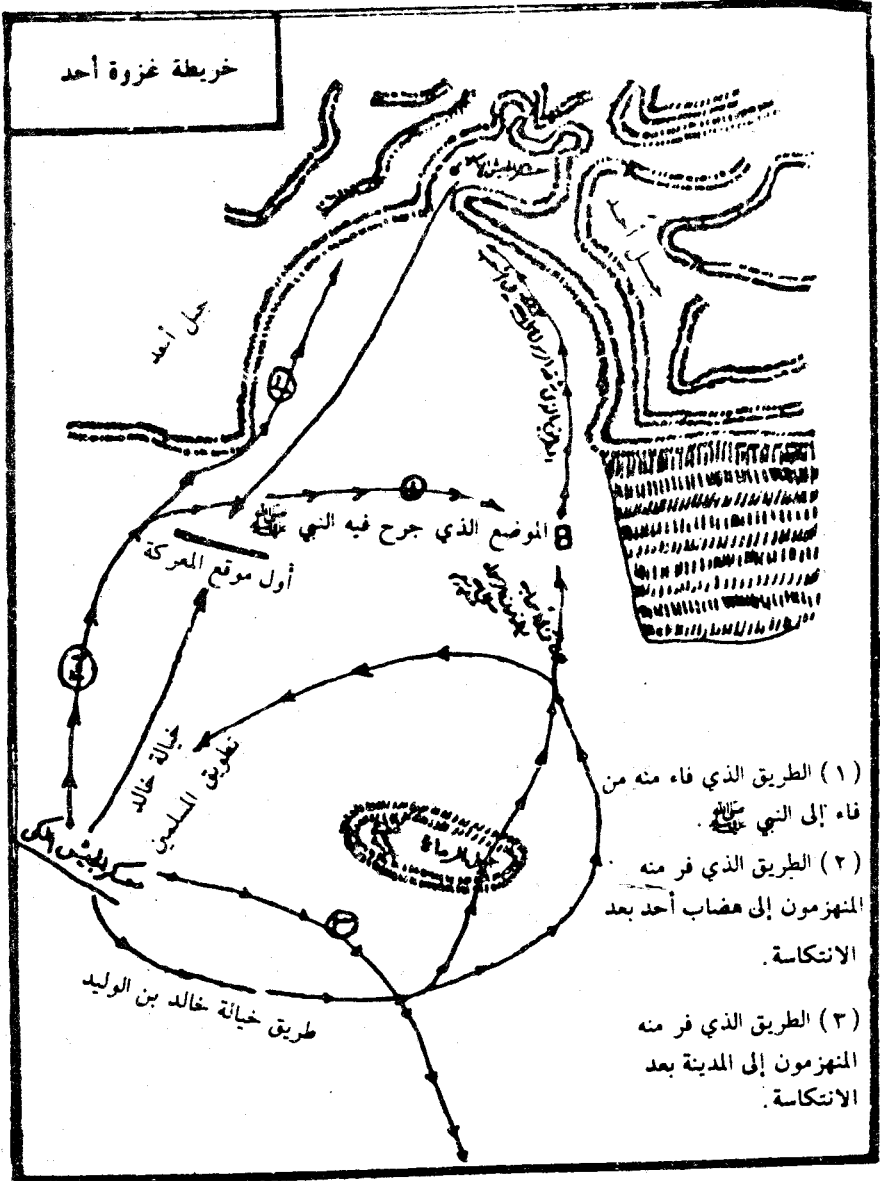 خريطة غزوة أحد
جبل أحد
الموضع الذي جرح فيه النبي ﷺ
أول موقع المعركة
خيالة خالد
تطويق المسلمين
معسكر الجيش المكي
جبل الرماة
طريق خيالة خالد بن الوليد
(١) الطريق الذي فاء منه من
فاء إلى النبي ﷺ .
(٢) الطريق الذي فر منه
المنهزمون إلى هضاب أحد بعد
الانتكاسة .
(٣) الطريق الذي فر منه
المنهزمون إلى المدينة بعد
الانتكاسة .